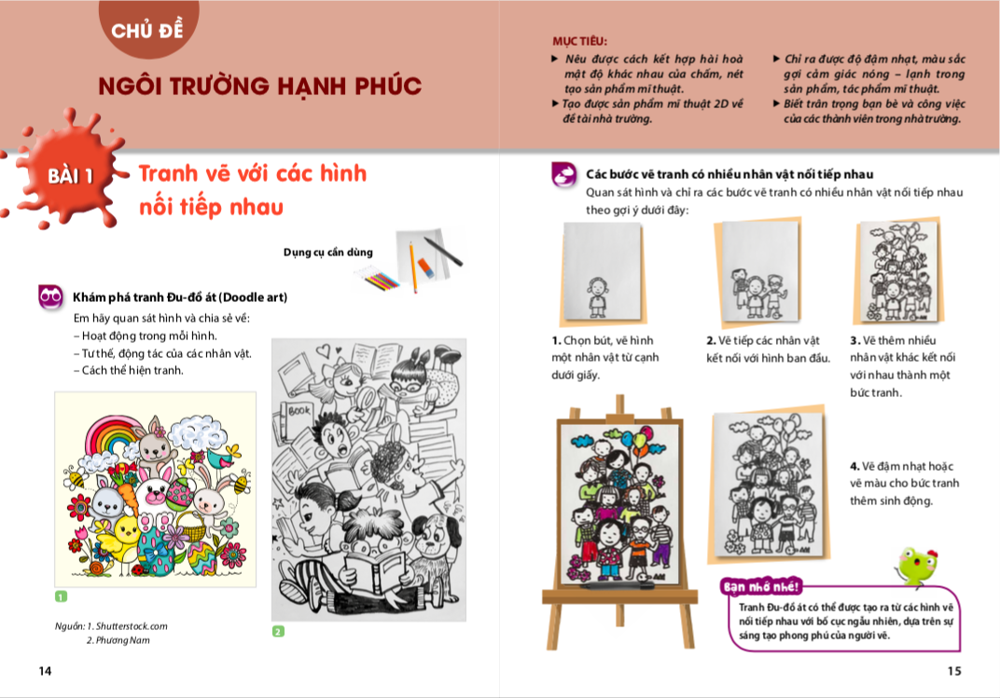 CHỦ ĐỀ
NGÔI TRƯỜNG HẠNH PHÚC
BÀI 1
Tranh vẽ với các hình
nối tiếp nhau
Dụng cụ cần dùng
Khám phá tranh Đu-đồ át (Doodle art)
Em hãy quan sát hình và chia sẻ về:
– Hoạt động trong mỗi hình.
– Tư thế, động tác của các nhân vật.
– Cách thể hiện tranh.
BOOK
1
2
Nguồn: 1. Shutterstock.com
2. Phương Nam
14
MỤC TIÊU:
Nêu được cách kết hợp hài hoà
mật độ khác nhau của chấm, nét
tạo sản phẩm mĩ thuật.
Tạo được sản phẩm mĩ thuật 2D về
đề tài nhà trường.
Chỉ ra được độ đậm nhạt, màu sắc
gợi cảm giác nóng – lạnh trong
sản phẩm, tác phẩm mĩ thuật.
Biết trân trọng bạn bè và công việc
của các thành viên trong nhà trường.
Các bước vẽ tranh có nhiều nhân vật nối tiếp nhau
Quan sát hình và chỉ ra các bước vẽ tranh có nhiều nhân vật nối tiếp nhau
theo gợi ý dưới đây:
1. Chọn bút, vẽ hình
một nhân vật từ cạnh
dưới giấy.
2. Vẽ tiếp các nhân vật
kết nối với hình ban đầu.
3. Vẽ thêm nhiều
nhân vật khác kết nối
với nhau thành một
bức tranh.
4. Vẽ đậm nhạt hoặc
vẽ màu cho bức tranh
thêm sinh động.
Bạn nhớ nhé!
Tranh Đu-đồ át có thể được tạo ra từ các hình vẽ
nối tiếp nhau với bố cục ngẫu nhiên, dựa trên sự
sáng tạo phong phú của người vẽ.
15